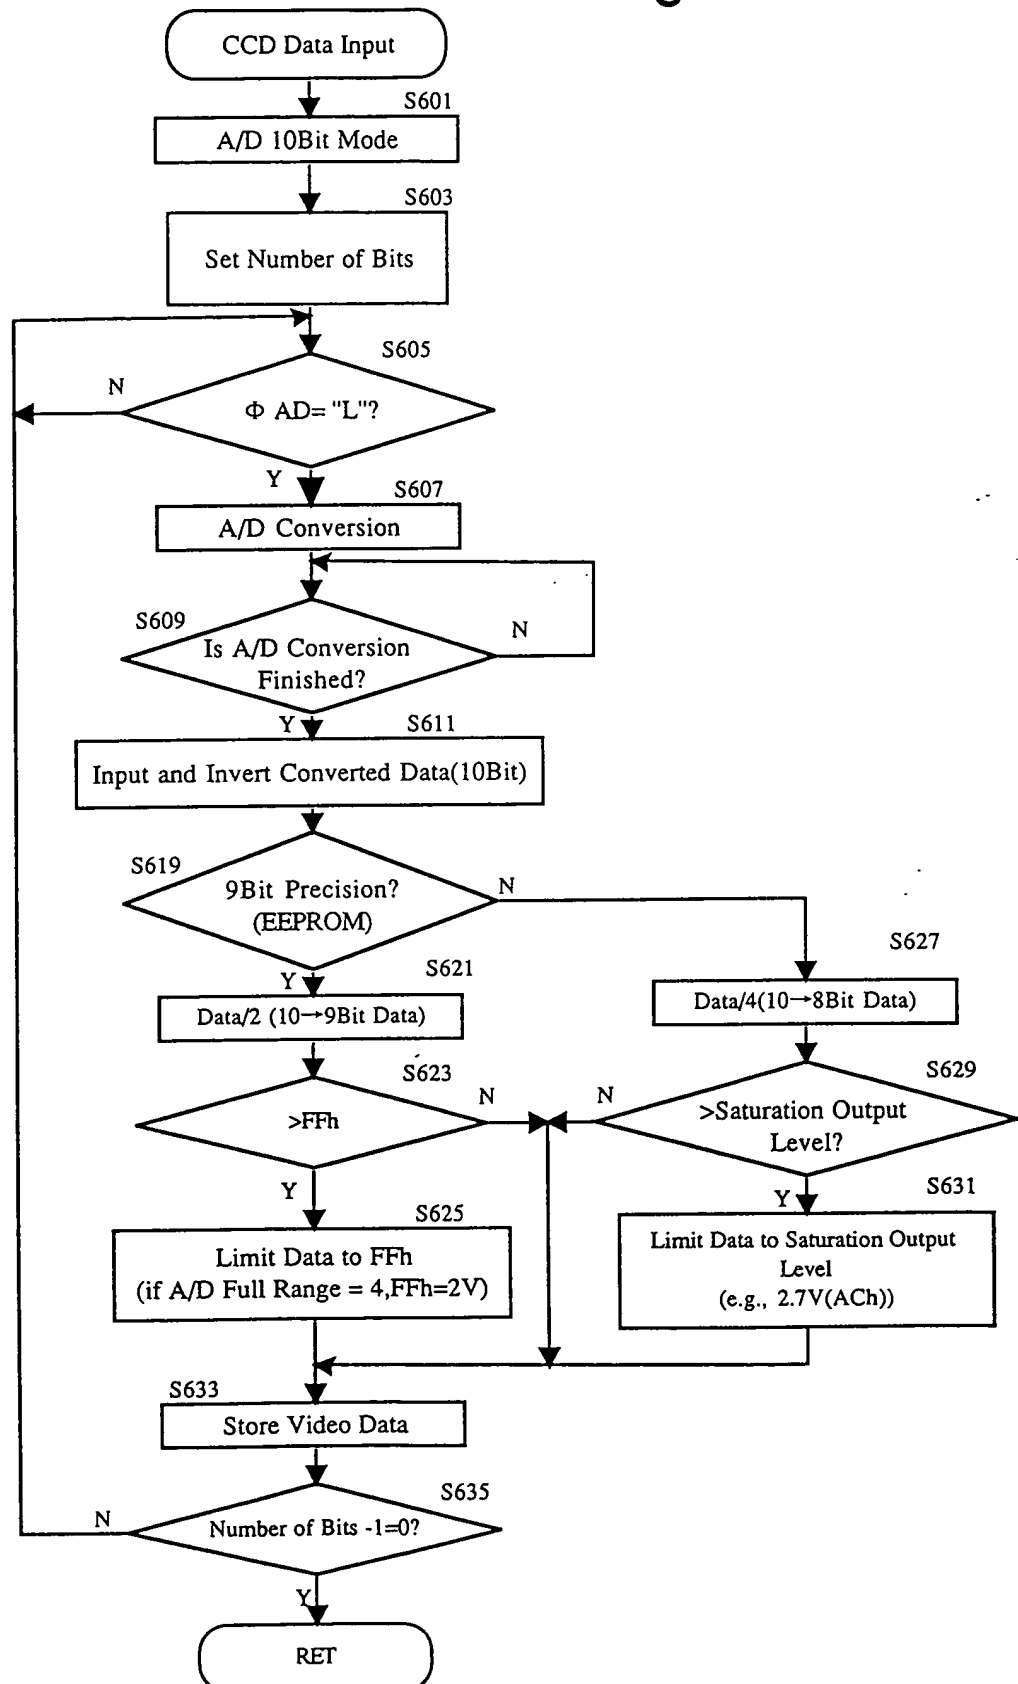 CCD Data Input
S601
A/D 10Bit Mode
S603
Set Number of Bits
S605
N
Φ AD= "L"?
Y
S607
A/D Conversion
S609
N
Is A/D Conversion
Finished?
Y
S611
Input and Invert Converted Data(10Bit)
S619
N
9Bit Precision?
(EEPROM)
S627
Y
S621
Data/2 (10→9Bit Data)
Data/4(10→8Bit Data)
S623
S629
N
N
>FFh
>Saturation Output
Level?
Y
Y
S631
S625
Limit Data to FFh
(if A/D Full Range = 4,FFh=2V)
Limit Data to Saturation Output
Level
(e.g., 2.7V(ACh))
S633
Store Video Data
S635
N
Number of Bits -1=0?
Y
RET